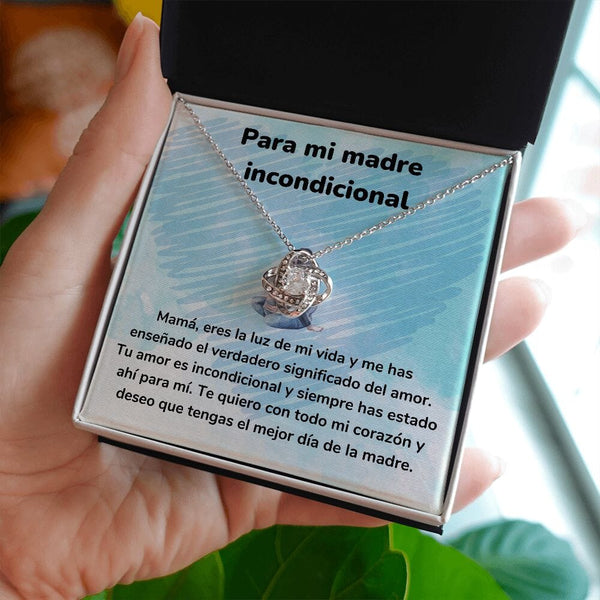 Para mi madre
incondicional
Mamá, eres la luz de mi vida y me has
enseñado el verdadero significado del amor.
Tu amor es incondicional y siempre has estado
ahí para mí. Te quiero con todo mi corazón y
deseo que tengas el mejor día de la madre.